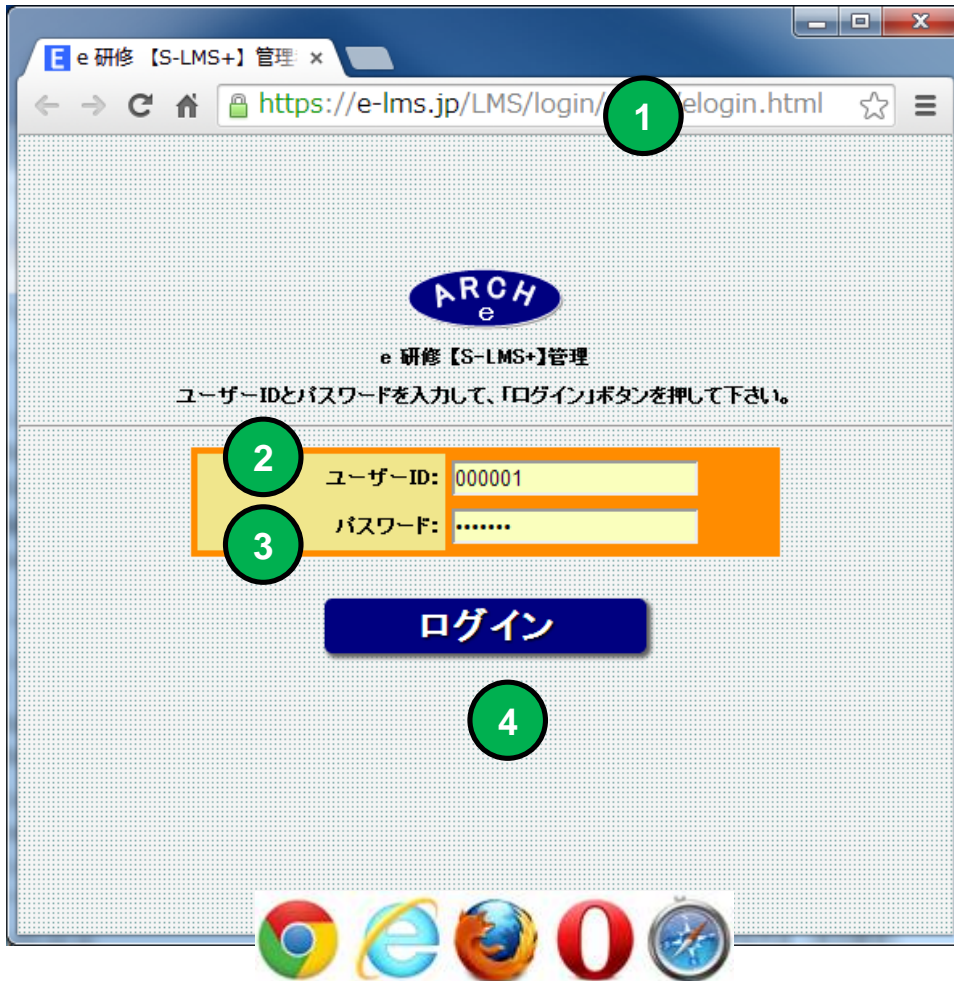 E e 研修 【S-LMS+】管理
https://e-lms.jp/LMS/login/ 1 elogin.html
ARCH
e
e 研修【S-LMS+】管理
ユーザーIDとパスワードを入力して、「ログイン」ボタンを押して下さい。
2
ユーザーID: 000001
パスワード: •••••••
3
ログイン
4